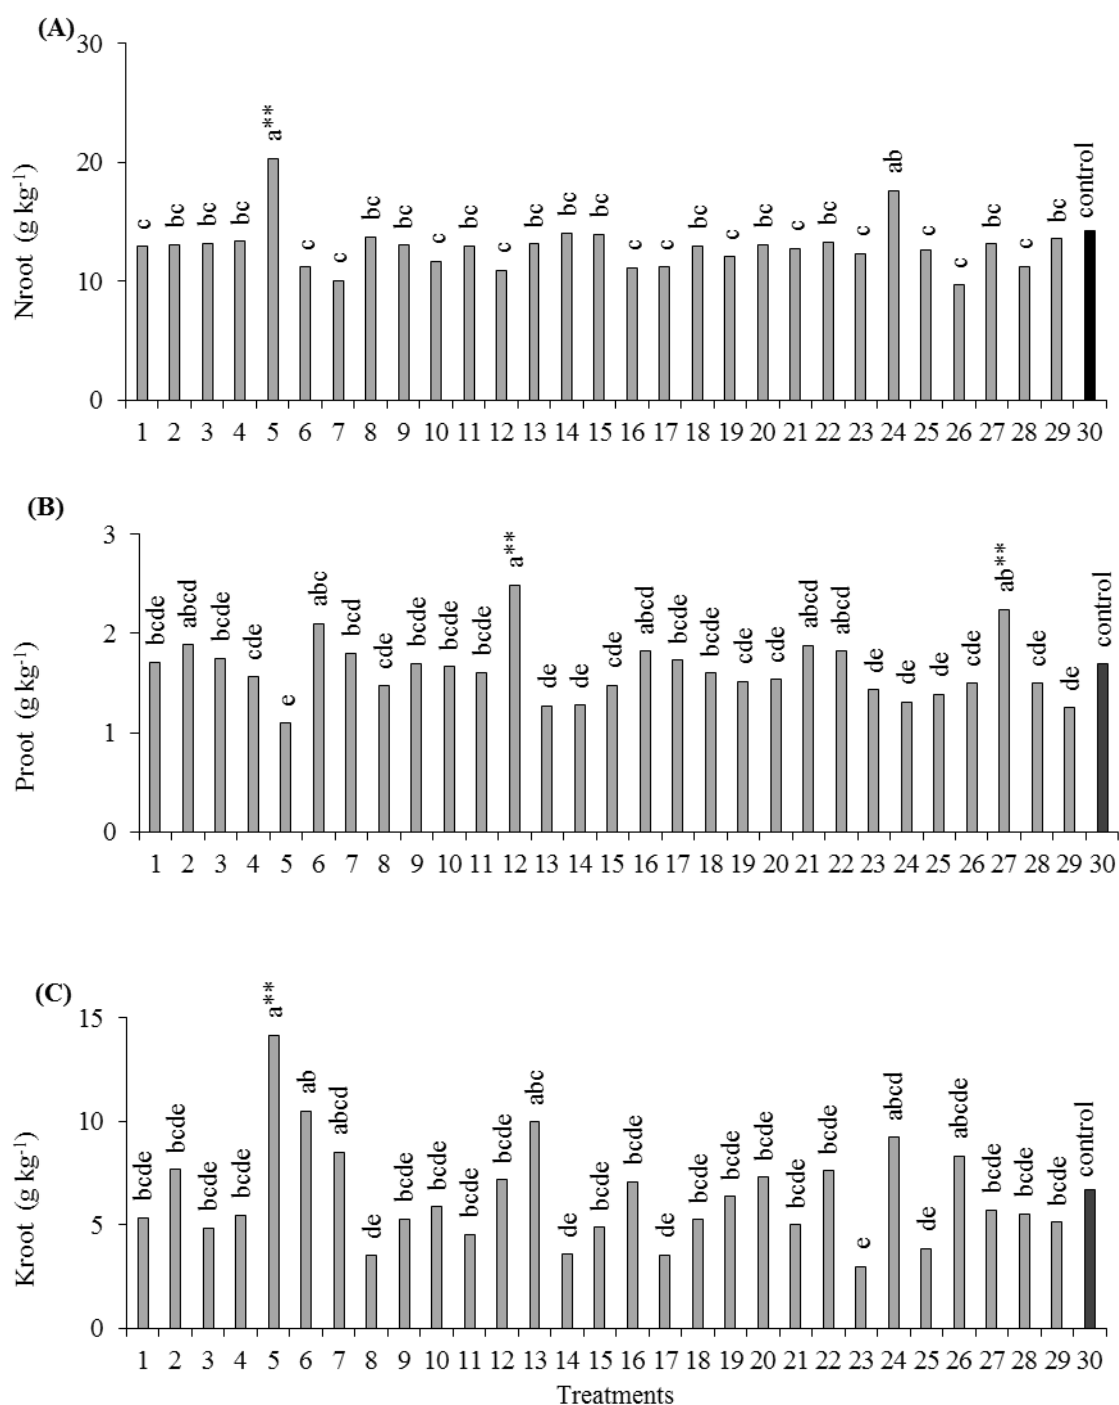 (A)
30
20
10
0
Nroot (g kg-1)
c bc bc bc a** c c bc bc c bc c bc bc bc c c bc c bc c bc c ab c c bc c bc control
1 2 3 4 5 6 7 8 9 10 11 12 13 14 15 16 17 18 19 20 21 22 23 24 25 26 27 28 29 30
(B)
3
2
1
0
Proot (g kg-1)
bcde abcd bcde cde e abc bcd cde bcde bcde bcde a** de de cde abcd bcde bcde cde cde abcd abcd de de de cde ab** cde de control
1 2 3 4 5 6 7 8 9 10 11 12 13 14 15 16 17 18 19 20 21 22 23 24 25 26 27 28 29 30
(C)
15
10
5
0
Kroot (g kg-1)
bcde bcde bcde bcde a** ab abcd de bcde bcde bcde bcde abc de bcde bcde de bcde bcde bcde bcde bcde e abcd de abcde bcde bcde bcde control
1 2 3 4 5 6 7 8 9 10 11 12 13 14 15 16 17 18 19 20 21 22 23 24 25 26 27 28 29 30
Treatments